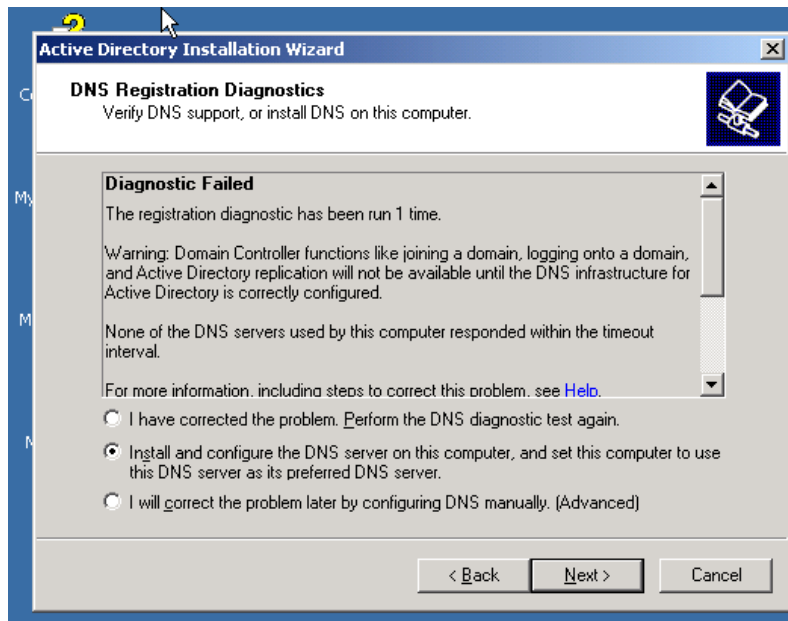 Active Directory Installation Wizard
DNS Registration Diagnostics
Verify DNS support, or install DNS on this computer.
Diagnostic Failed
The registration diagnostic has been run 1 time.
Warning: Domain Controller functions like joining a domain, logging onto a domain,
and Active Directory replication will not be available until the DNS infrastructure for
Active Directory is correctly configured.
None of the DNS servers used by this computer responded within the timeout
interval.
For more information, including steps to correct this problem, see Help.
I have corrected the problem. Perform the DNS diagnostic test again.
Install and configure the DNS server on this computer, and set this computer to use
this DNS server as its preferred DNS server.
I will correct the problem later by configuring DNS manually. (Advanced)
< Back
Next >
Cancel